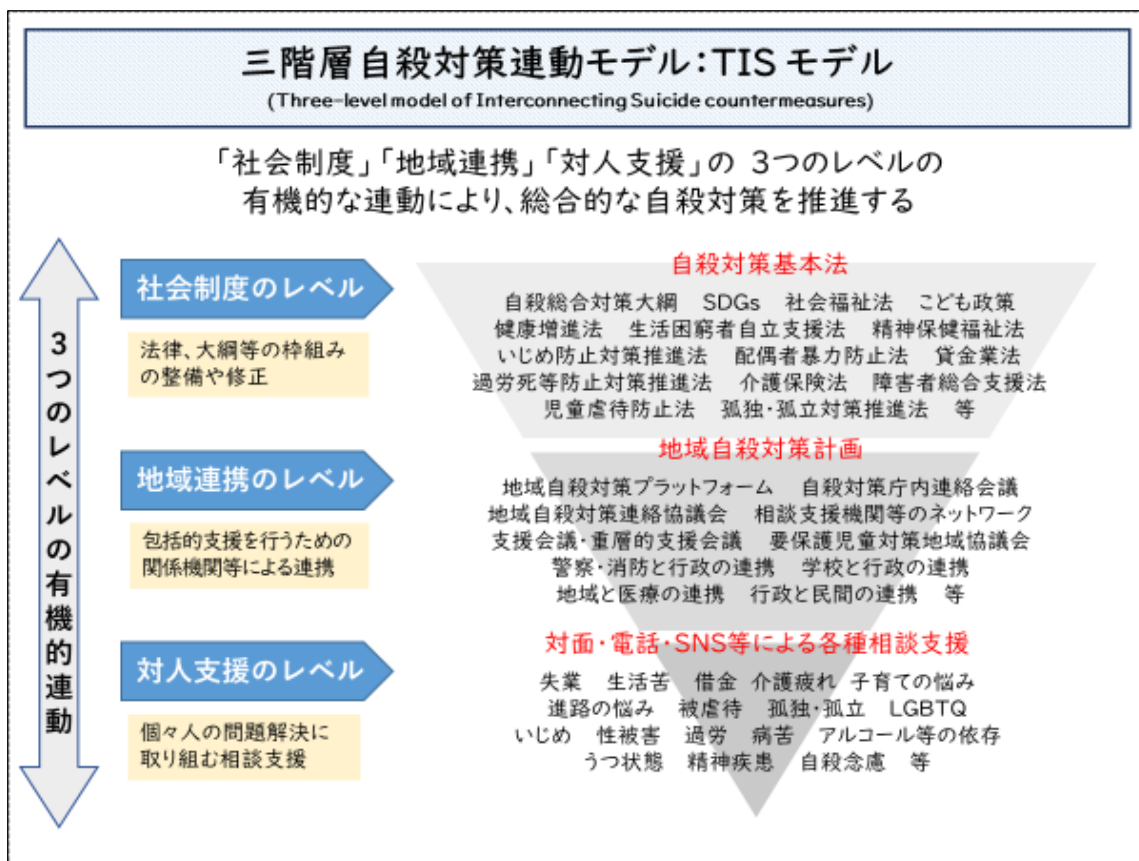 三階層自殺対策連動モデル:TIS モデル
(Three-level model of Interconnecting Suicide countermeasures)
「社会制度」「地域連携」「対人支援」の 3つのレベルの
有機的な連動により、総合的な自殺対策を推進する
3つのレベルの有機的連動
社会制度のレベル
法律、大綱等の枠組み
の整備や修正
自殺対策基本法
自殺総合対策大綱 SDGs 社会福祉法 こども政策
健康増進法 生活困窮者自立支援法 精神保健福祉法
いじめ防止対策推進法 配偶者暴力防止法 貸金業法
過労死等防止対策推進法 介護保険法 障害者総合支援法
児童虐待防止法 孤独・孤立対策推進法 等
地域連携のレベル
包括的支援を行うための
関係機関等による連携
地域自殺対策計画
地域自殺対策プラットフォーム 自殺対策庁内連絡会議
地域自殺対策連絡協議会 相談支援機関等のネットワーク
支援会議・重層的支援会議 要保護児童対策地域協議会
警察・消防と行政の連携 学校と行政の連携
地域と医療の連携 行政と民間の連携 等
対人支援のレベル
個々人の問題解決に
取り組む相談支援
対面・電話・SNS等による各種相談支援
失業 生活苦 借金 介護疲れ 子育ての悩み
進路の悩み 被虐待 孤独・孤立 LGBTQ
いじめ 性被害 過労 病苦 アルコール等の依存
うつ状態 精神疾患 自殺念慮 等